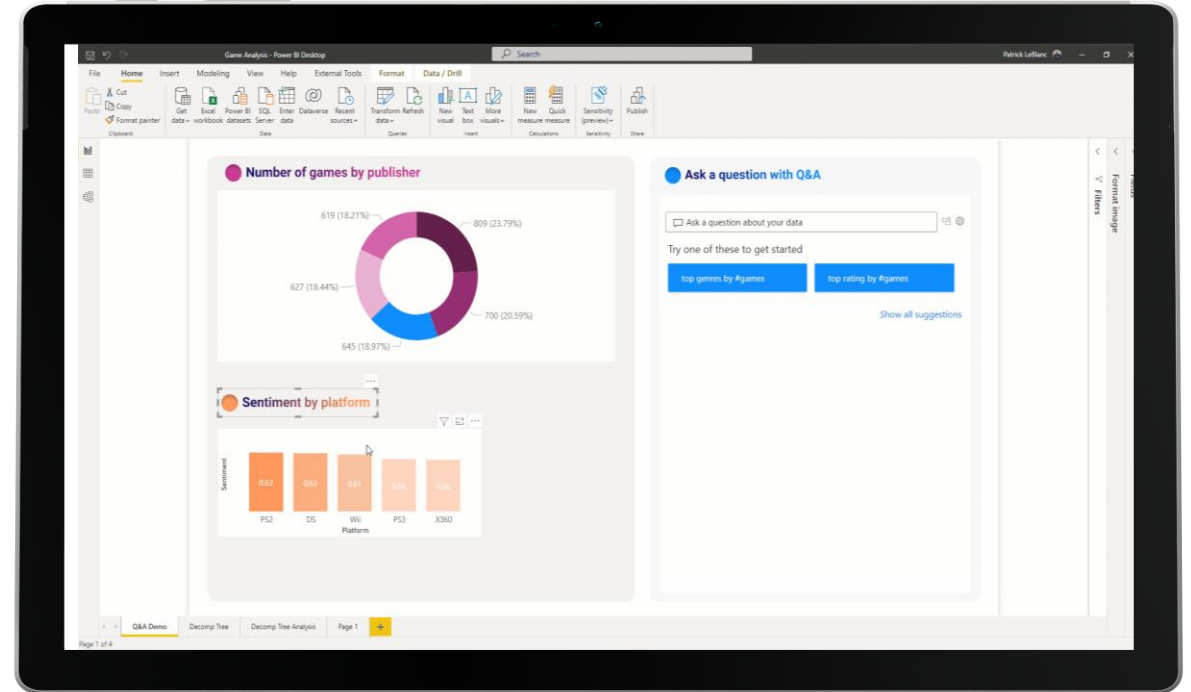 Game Analysis - Power BI Desktop
Search
Patrick LeBlanc
File Home Insert Modeling View Help External Tools Format Data / Drill
Paste
Cut
Copy
Format painter
Clipboard
Get data
Excel workbook
Power BI datasets
SQL Server
Enter data
Dataverse
Recent sources
Data
Transform data
Refresh
Queries
New visual
Text box
More visuals
Insert
New measure
Quick measure
Calculations
Sensitivity (preview)
Sensitivity
Publish
Share
Number of games by publisher
619 (18.21%)
809 (23.79%)
627 (18.44%)
700 (20.59%)
645 (18.97%)
Sentiment by platform
Sentiment
0.63 0.63 0.61 0.56 0.56
PS2 DS Wii PS3 X360
Platform
Ask a question with Q&A
Ask a question about your data
Try one of these to get started
top genres by #games
top rating by #games
Show all suggestions
Filters
Format image
Q&A Demo Decomp Tree Decomp Tree Analysis Page 1
Page 1 of 4